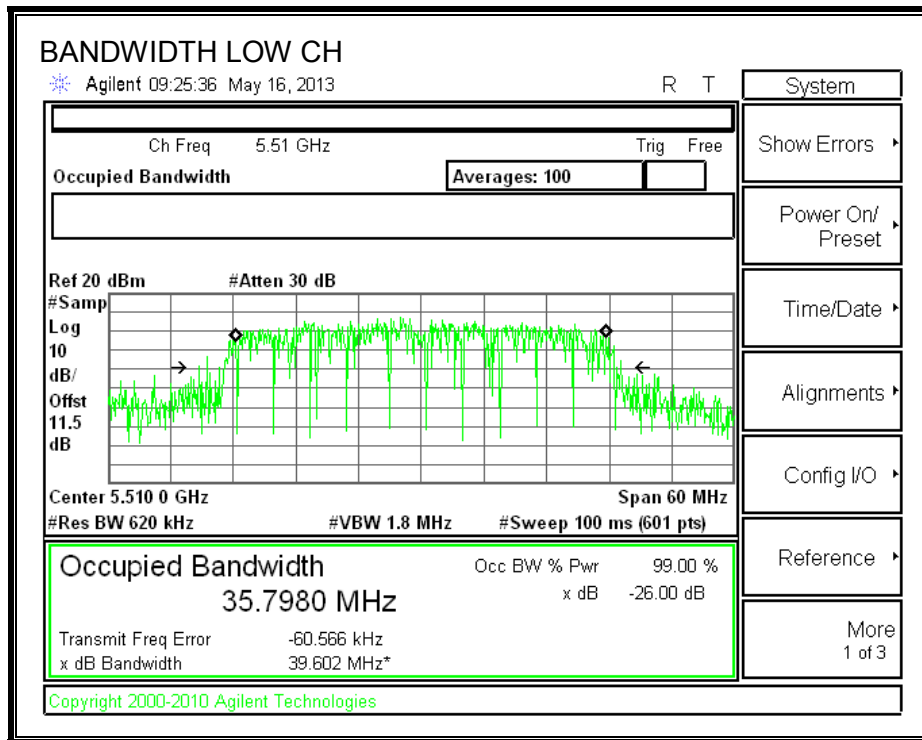 BANDWIDTH LOW CH
Agilent 09:25:36 May 16, 2013 R T
System
Ch Freq 5.51 GHz Trig Free
Occupied Bandwidth Averages: 100
Show Errors
Power On/
Preset
Time/Date
Alignments
Config I/O
Reference
More
1 of 3
Ref 20 dBm #Atten 30 dB
#Samp
Log
10
dB/
Offst
11.5
dB
Center 5.510 0 GHz Span 60 MHz
#Res BW 620 kHz #VBW 1.8 MHz #Sweep 100 ms (601 pts)
Occupied Bandwidth Occ BW % Pwr 99.00 %
35.7980 MHz x dB -26.00 dB
Transmit Freq Error -60.566 kHz
x dB Bandwidth 39.602 MHz*
Copyright 2000-2010 Agilent Technologies